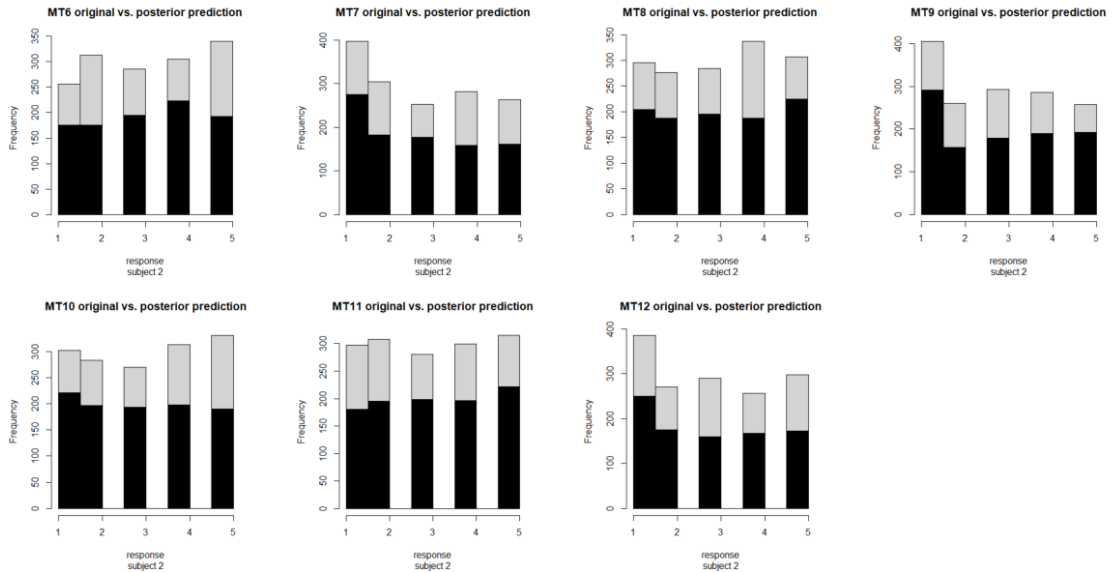 MT6 original vs. posterior prediction
Frequency
0 50 100 150 200 250 300 350
1 2 3 4 5
response
subject 2
MT7 original vs. posterior prediction
Frequency
0 100 200 300 400
1 2 3 4 5
response
subject 2
MT8 original vs. posterior prediction
Frequency
0 50 100 150 200 250 300 350
1 2 3 4 5
response
subject 2
MT9 original vs. posterior prediction
Frequency
0 100 200 300 400
1 2 3 4 5
response
subject 2
MT10 original vs. posterior prediction
Frequency
0 50 100 150 200 250 300
1 2 3 4 5
response
subject 2
MT11 original vs. posterior prediction
Frequency
0 50 100 150 200 250 300
1 2 3 4 5
response
subject 2
MT12 original vs. posterior prediction
Frequency
0 100 200 300 400
1 2 3 4 5
response
subject 2